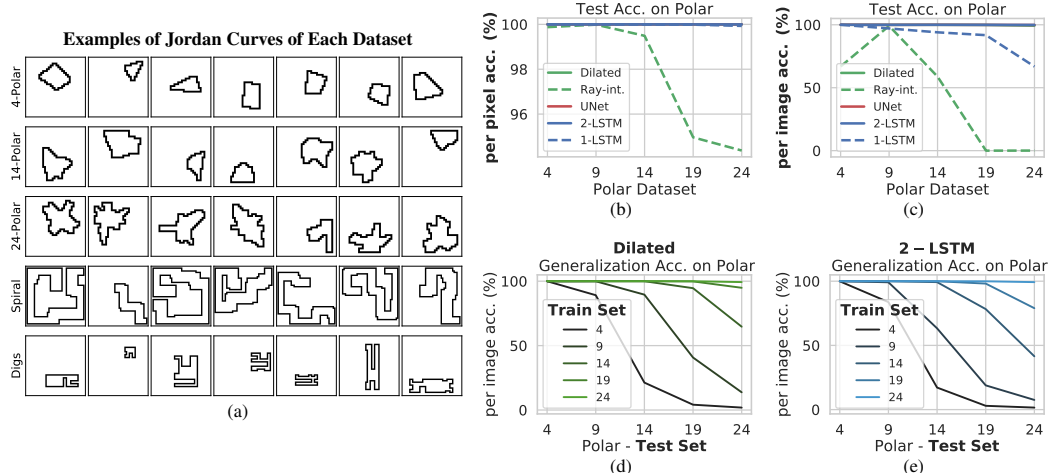 Examples of Jordan Curves of Each Dataset
4-Polar
14-Polar
24-Polar
Spiral
Digs
(a)
Test Acc. on Polar
per pixel acc. (%)
100
98
96
Dilated
Ray-int.
UNet
2-LSTM
1-LSTM
4 9 14 19 24
Polar Dataset
(b)
Test Acc. on Polar
per image acc. (%)
100
50
0
Dilated
Ray-int.
UNet
2-LSTM
1-LSTM
4 9 14 19 24
Polar Dataset
(c)
Dilated
Generalization Acc. on Polar
per image acc. (%)
100
50
0
Train Set
4
9
14
19
24
4 9 14 19 24
Polar - Test Set
(d)
2 − LSTM
Generalization Acc. on Polar
per image acc. (%)
100
50
0
Train Set
4
9
14
19
24
4 9 14 19 24
Polar - Test Set
(e)